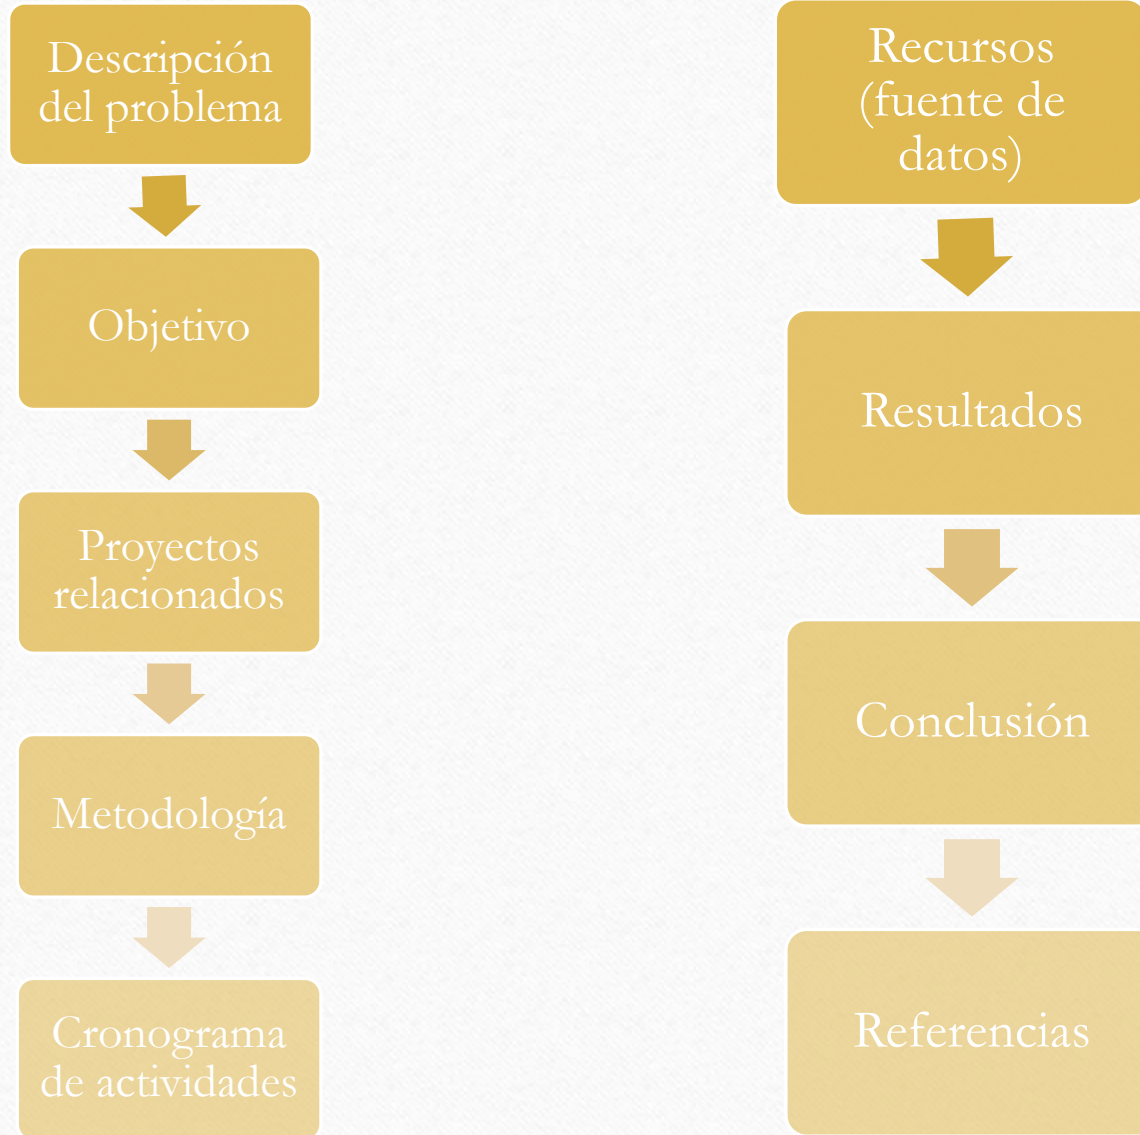 Descripción
del problema
Objetivo
Proyectos
relacionados
Metodología
Cronograma
de actividades
Recursos
(fuente de
datos)
Resultados
Conclusión
Referencias